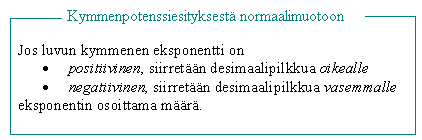 Kymmenpotenssiesityksestä normaalimuotoon
Jos luvun kymmenen eksponentti on
• positiivinen, siirretään desimaalipilkkua oikealle
• negatiivinen, siirretään desimaalipilkkua vasemmalle
eksponentin osoittama määrä.